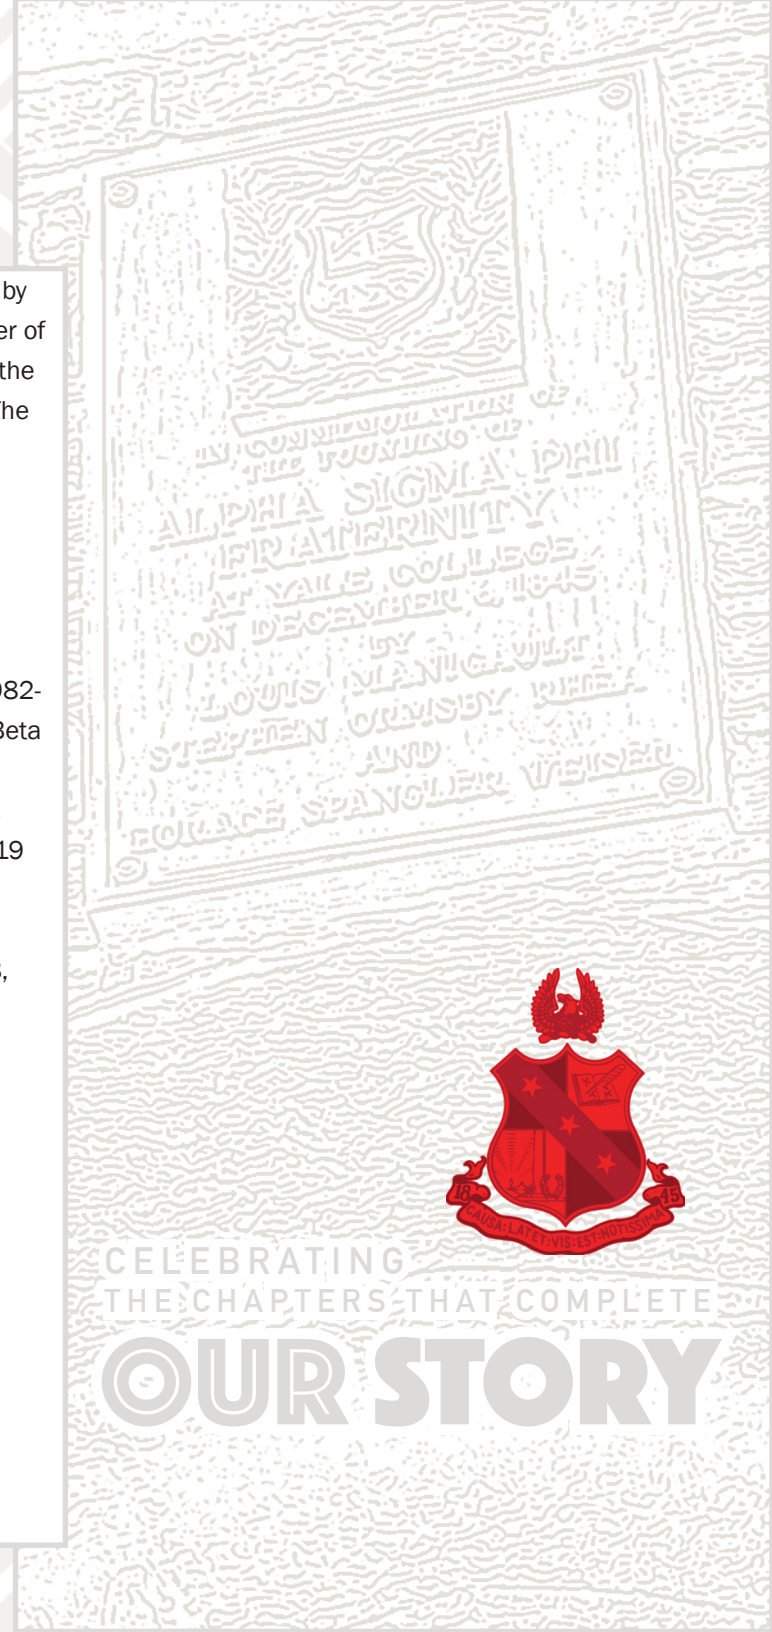 by
er of
the
he
982-
Beta
19
,
IN COMMEMORATION OF
THE FOUNDING OF
ALPHA SIGMA PHI
FRATERNITY
AT YALE COLLEGE
ON DECEMBER 6, 1845
BY
LOUIS MANIGAULT
STEPHEN ORMSBY RHEA
AND
HORACE SPANGLER WEISER
18 45
CAUSA:LATET:VIS:EST:NOTISSIMA
CELEBRATING
THE CHAPTERS THAT COMPLETE
OUR STORY